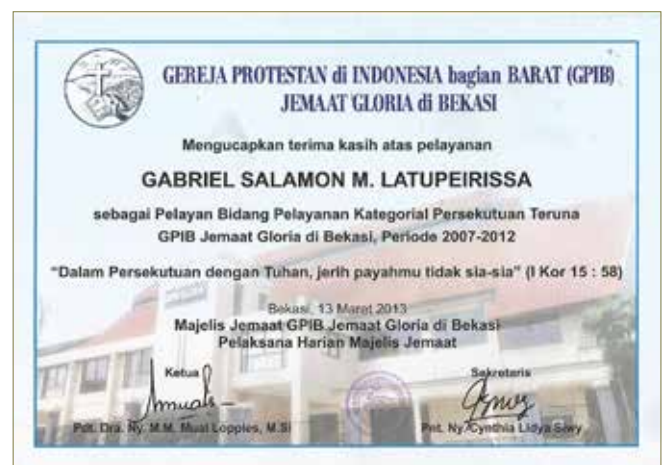 GEREJA PROTESTAN di INDONESIA bagian BARAT (GPIB)
JEMAAT GLORIA di BEKASI
Mengucapkan terima kasih atas pelayanan
GABRIEL SALAMON M. LATUPEIRISSA
sebagai Pelayan Bidang Pelayanan Kategorial Persekutuan Teruna
GPIB Jemaat Gloria di Bekasi, Periode 2007-2012
"Dalam Persekutuan dengan Tuhan, jerih payahmu tidak sia-sia" (I Kor 15 : 58)
Bekasi, 13 Maret 2013
Majelis Jemaat GPIB Jemaat Gloria di Bekasi
Pelaksana Harian Majelis Jemaat
Ketua Sekretaris
Pdt. Dra. Ny. M.M. Mual Lopples, M.Si Pnt. Ny. Cynthia Lidya Siwy